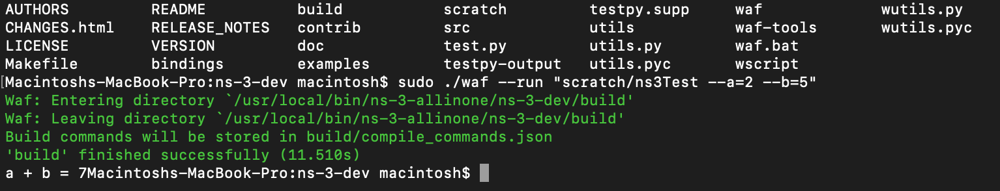 AUTHORS README build scratch testpy.supp waf wutils.py
CHANGES.html RELEASE_NOTES contrib src utils waf-tools wutils.pyc
LICENSE VERSION doc test.py utils.py waf.bat
Makefile bindings examples testpy-output utils.pyc wscript
[Macintoshs-MacBook-Pro:ns-3-dev macintosh$ sudo ./waf --run "scratch/ns3Test --a=2 --b=5"
Waf: Entering directory `/usr/local/bin/ns-3-allinone/ns-3-dev/build'
Waf: Leaving directory `/usr/local/bin/ns-3-allinone/ns-3-dev/build'
Build commands will be stored in build/compile_commands.json
'build' finished successfully (11.510s)
a + b = 7Macintoshs-MacBook-Pro:ns-3-dev macintosh$